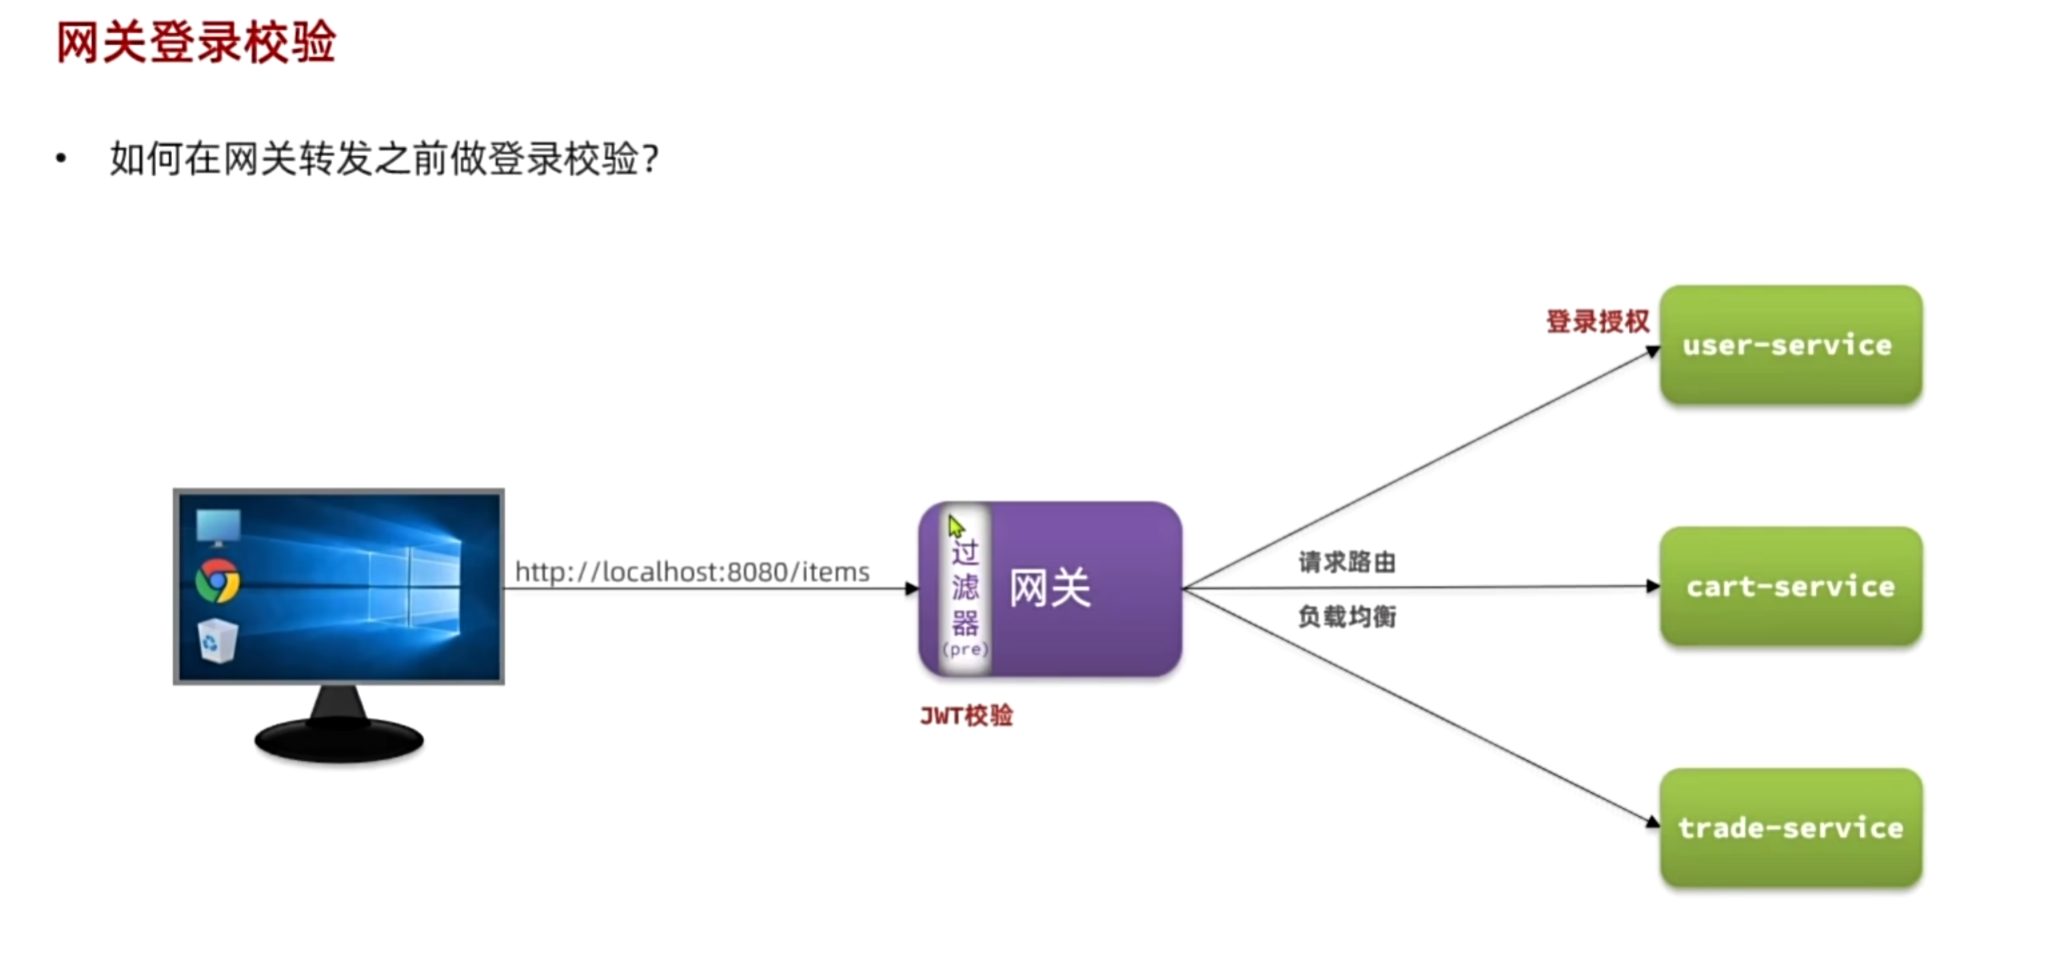 网关登录校验
• 如何在网关转发之前做登录校验？
登录授权
user-service
http://localhost:8080/items
过滤器
(pre)
网关
请求路由
负载均衡
cart-service
JWT校验
trade-service